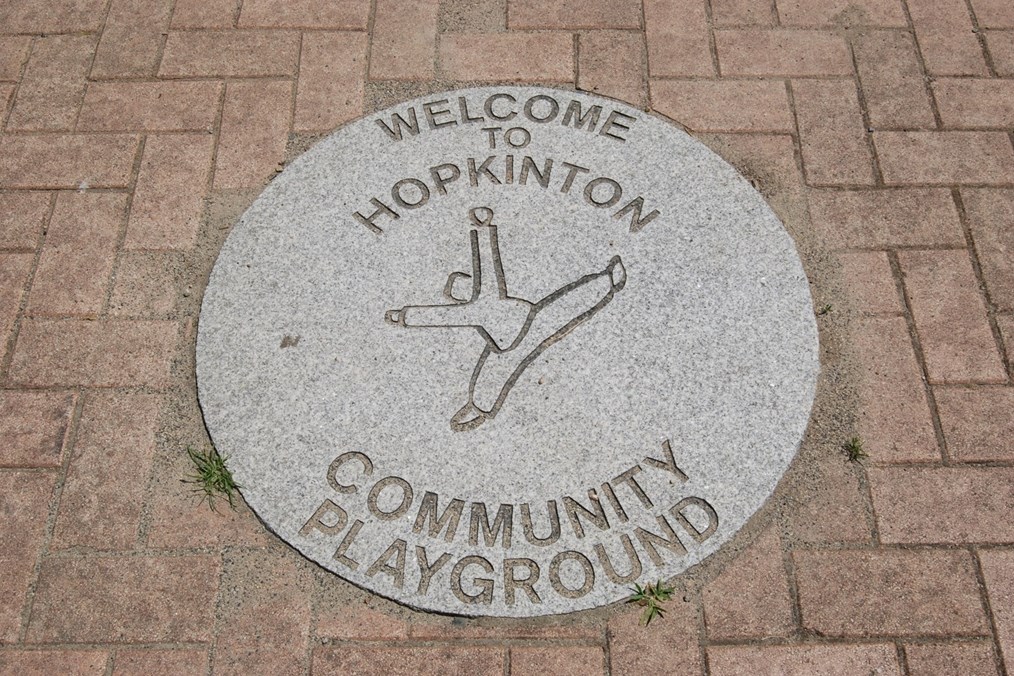 WELCOME
TO
HOPKINTON
COMMUNITY
PLAYGROUND